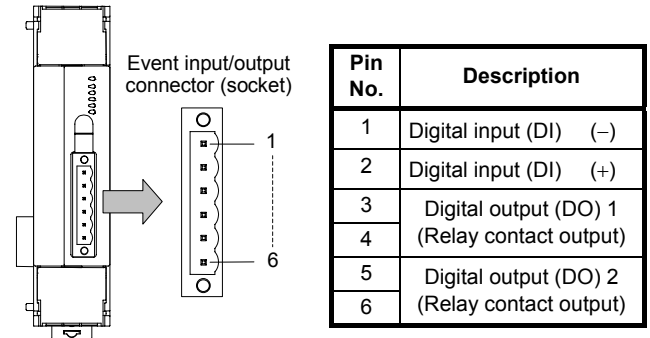 Event input/output
connector (socket)
1
6
Pin
No.
Description
1
Digital input (DI) (−)
2
Digital input (DI) (+)
3
4
Digital output (DO) 1
(Relay contact output)
5
6
Digital output (DO) 2
(Relay contact output)